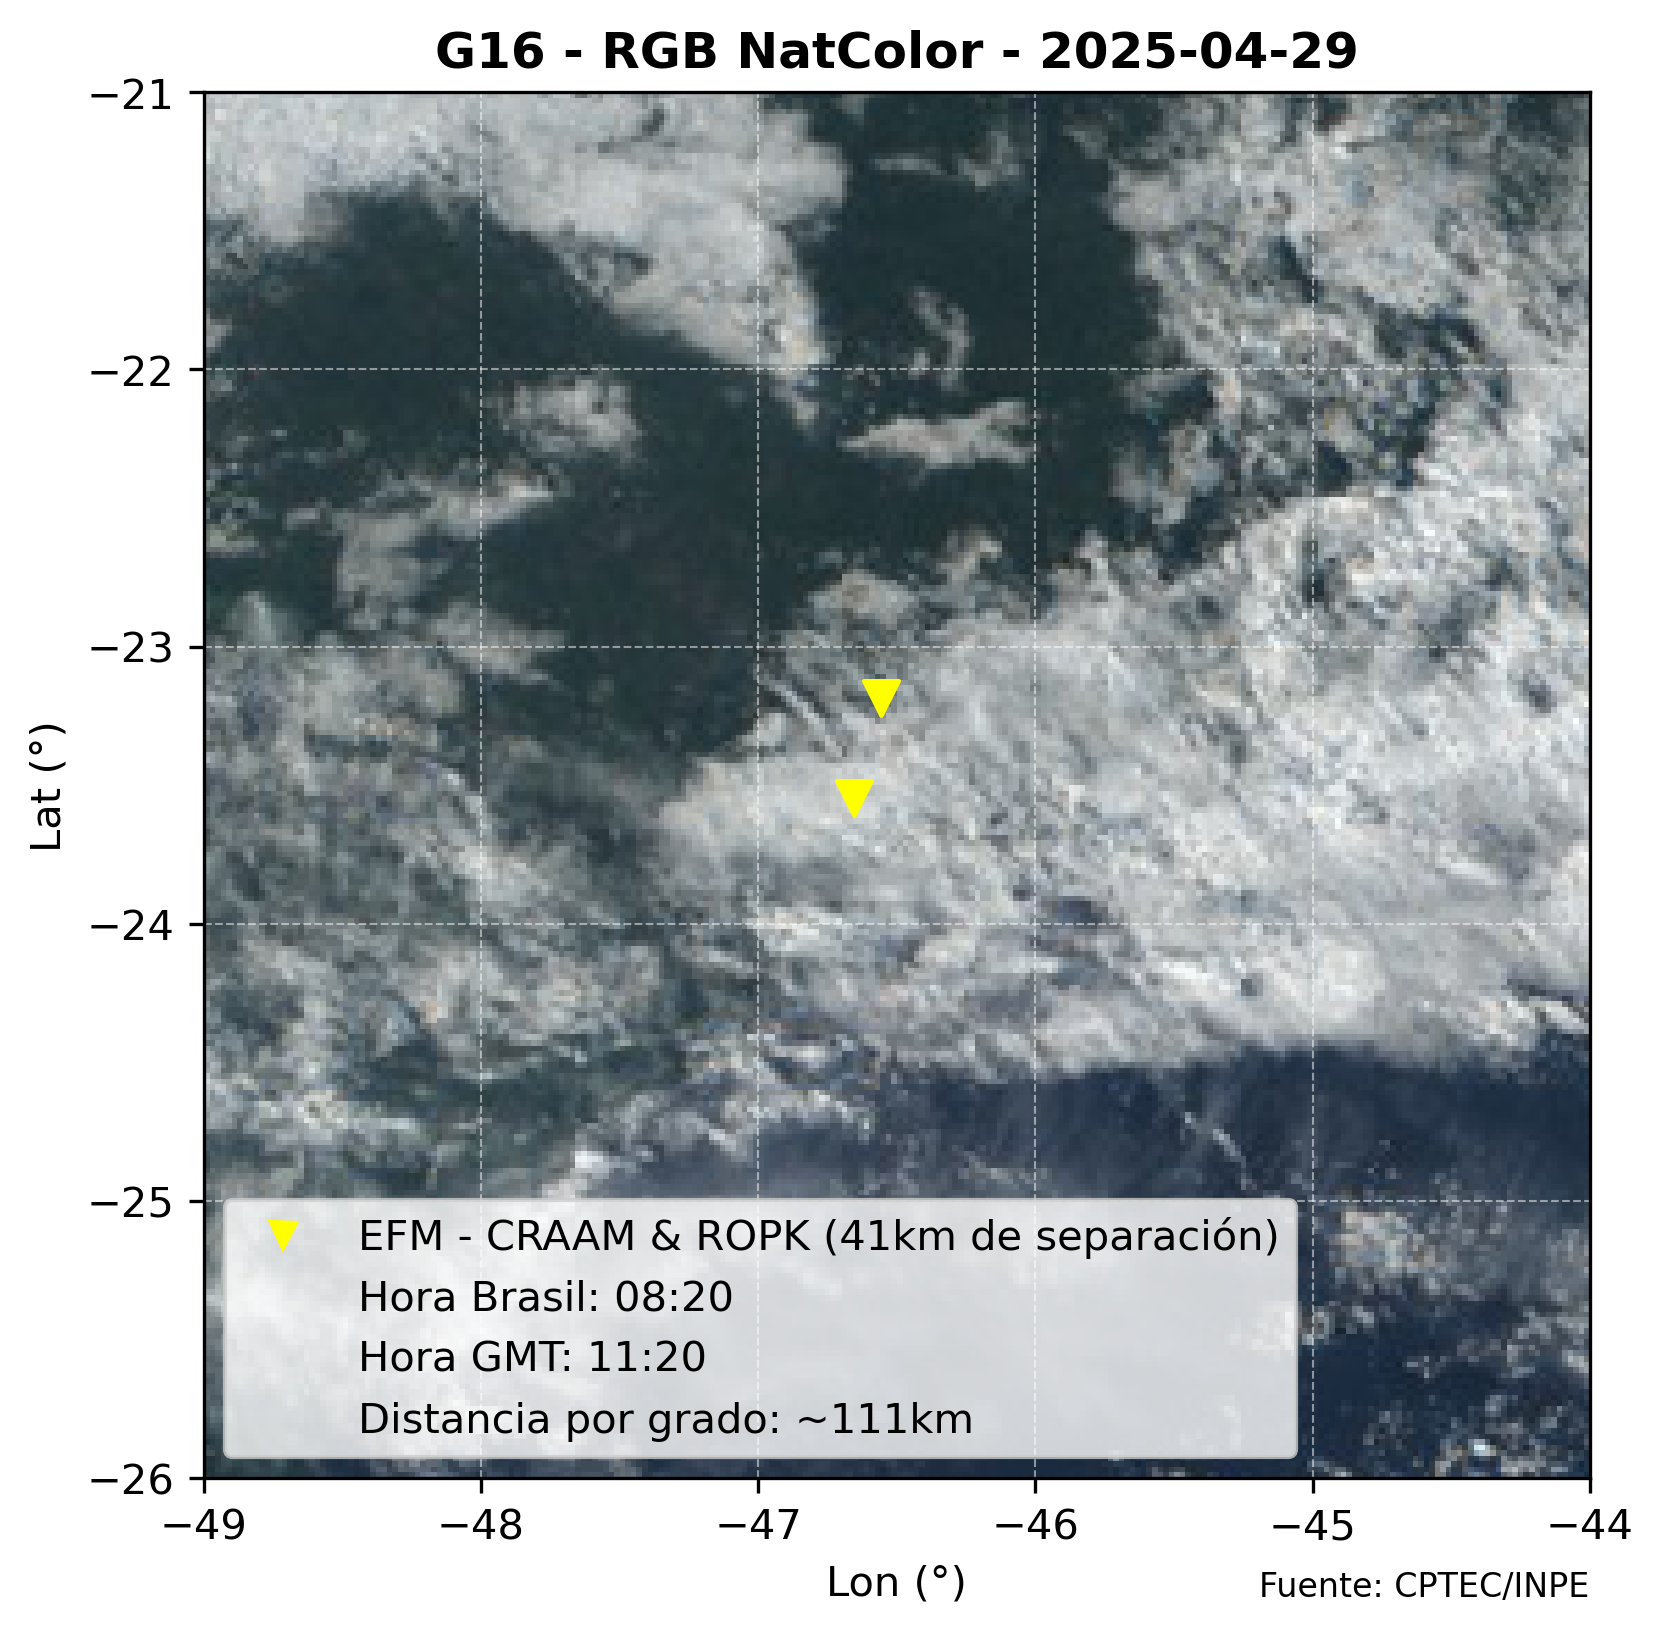 G16 - RGB NatColor - 2025-04-29
−21
−22
−23
−24
−25
−26
Lat (°)
EFM - CRAAM & ROPK (41km de separación)
Hora Brasil: 08:20
Hora GMT: 11:20
Distancia por grado: ~111km
−49 −48 −47 −46 −45 −44
Lon (°)
Fuente: CPTEC/INPE